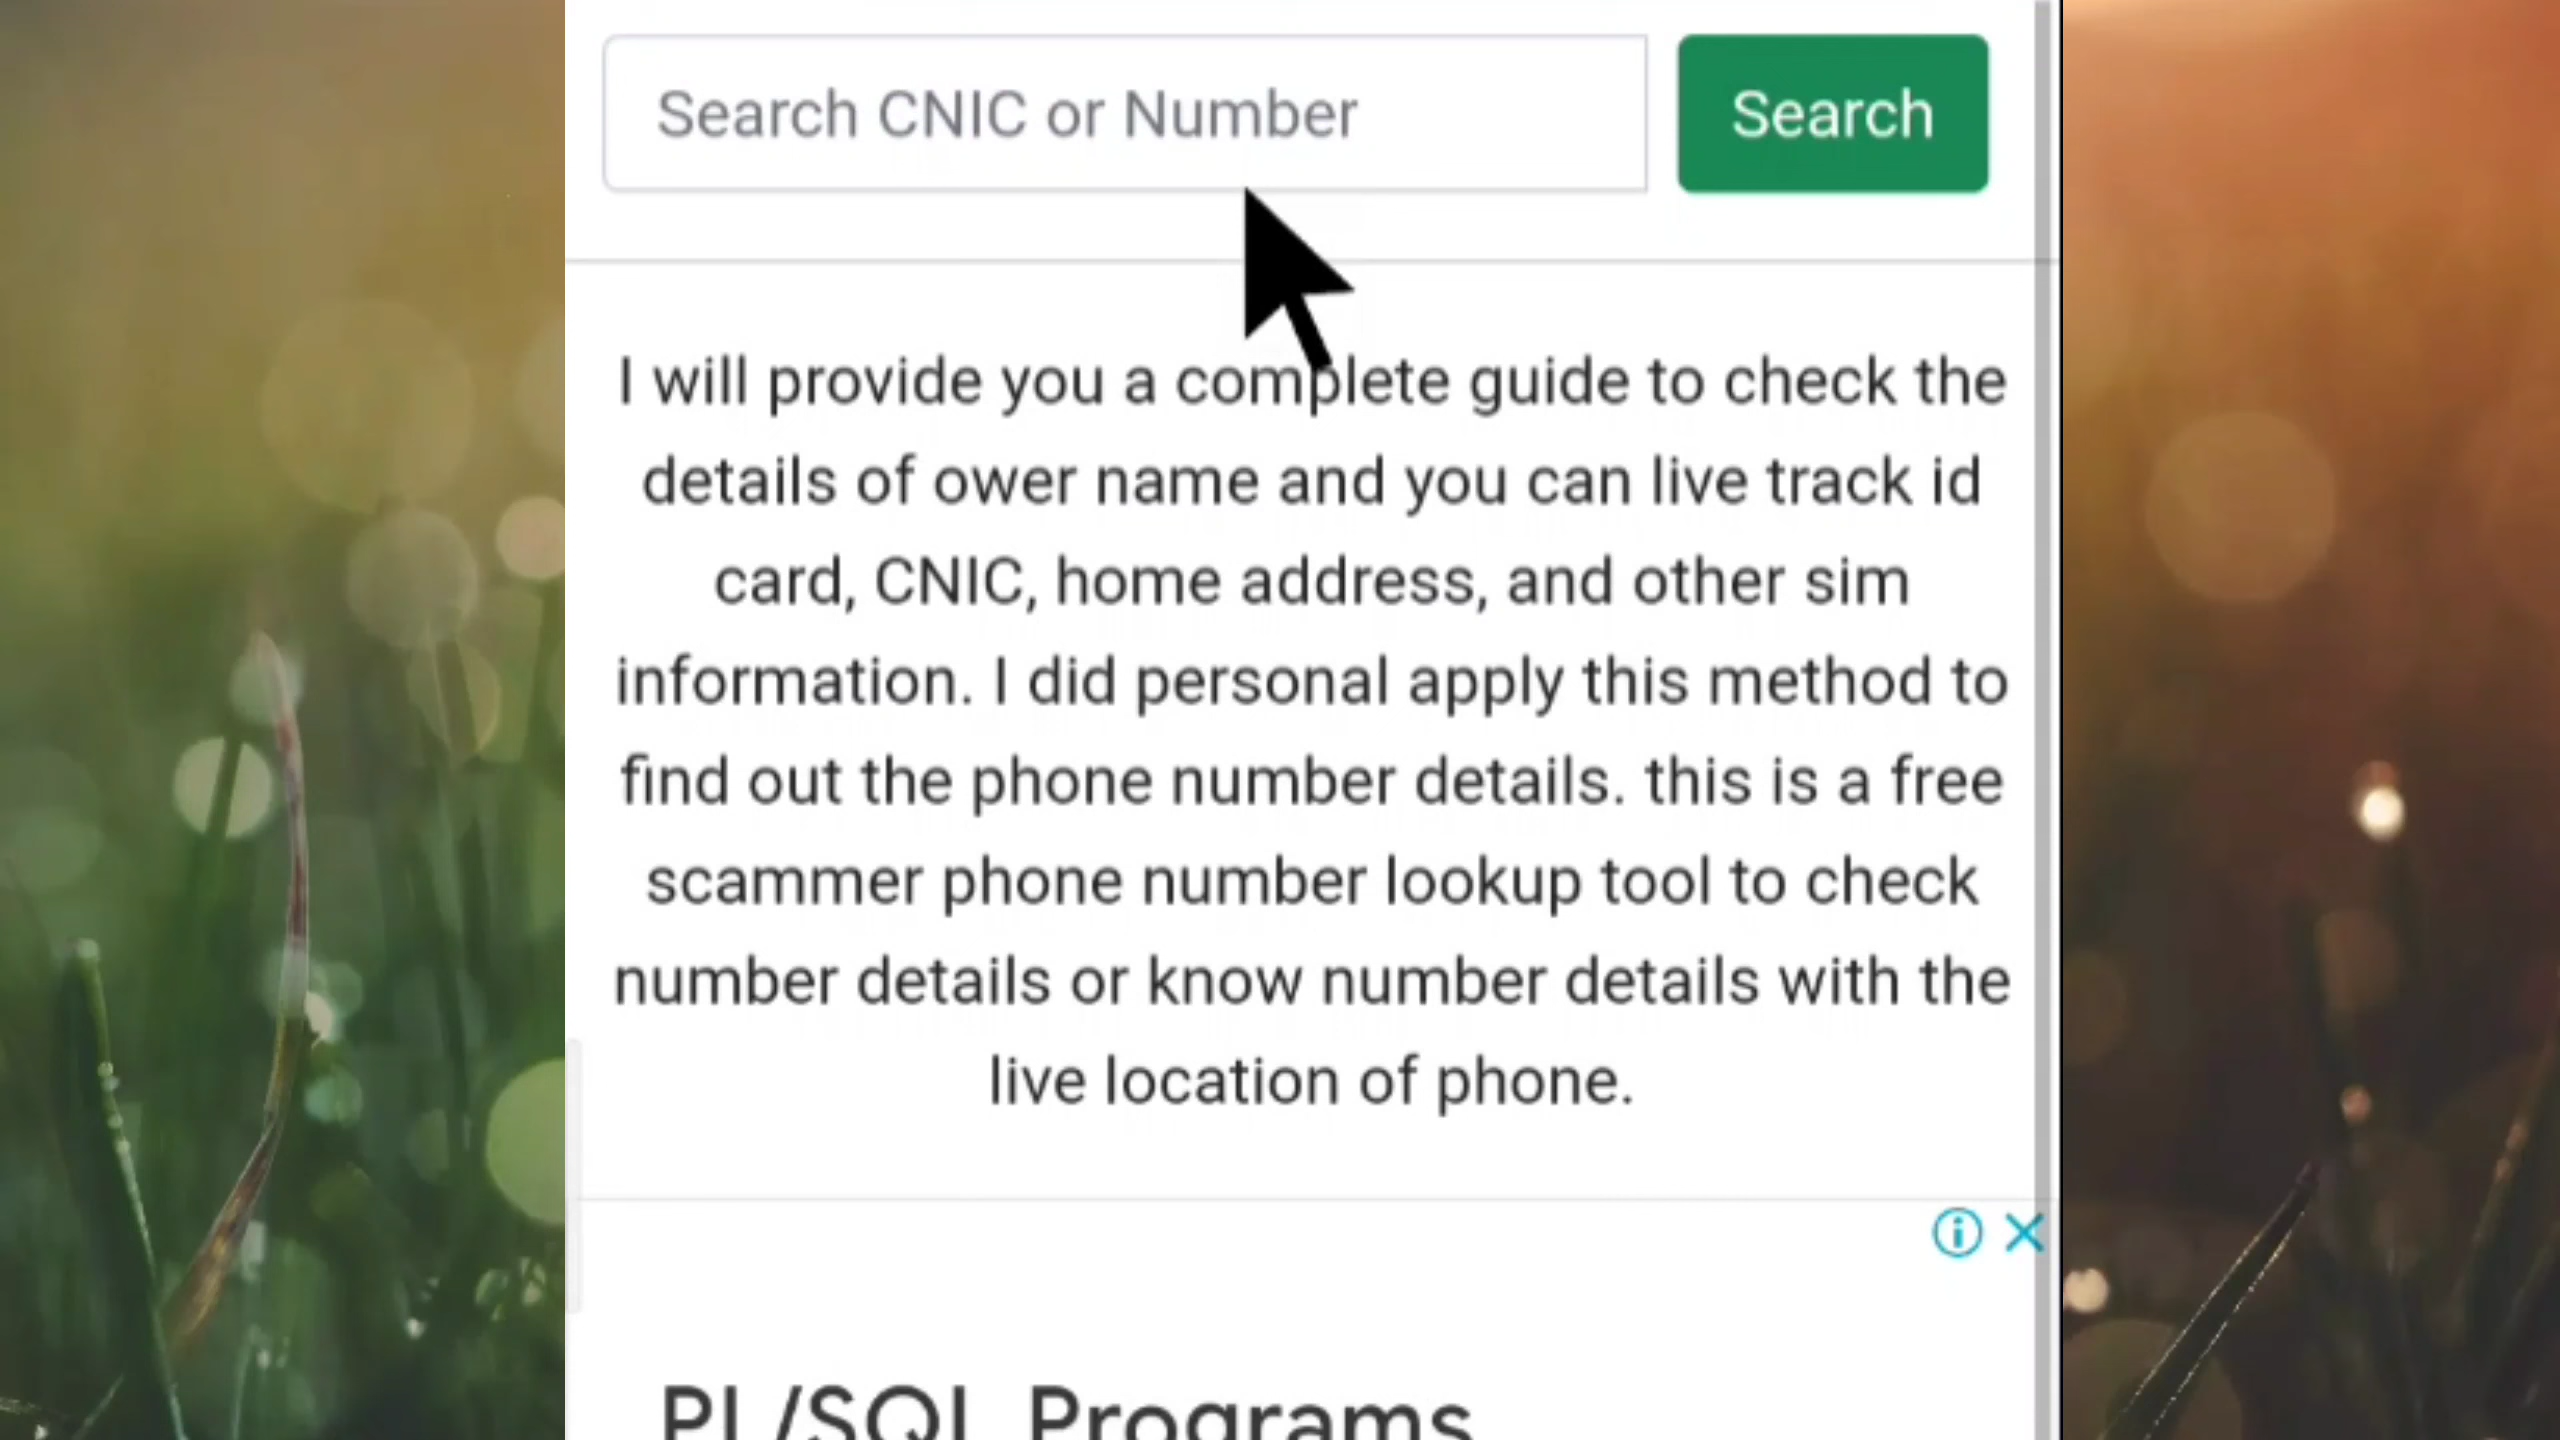 Search CNIC or Number
Search
I will provide you a complete guide to check the
details of ower name and you can live track id
card, CNIC, home address, and other sim
information. I did personal apply this method to
find out the phone number details. this is a free
scammer phone number lookup tool to check
number details or know number details with the
live location of phone.
PL/SQL Programs